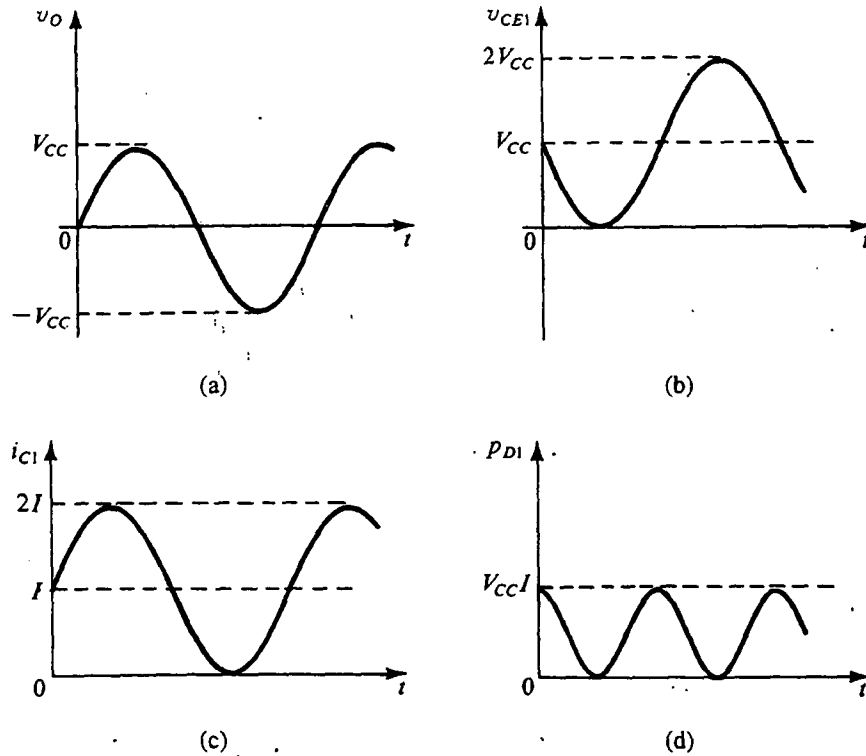 v_O
V_CC
0
t
−V_CC
(a)
v_CE1
2V_CC
V_CC
0
t
(b)
i_C1
2I
I
0
t
(c)
p_D1
V_CC I
0
t
(d)